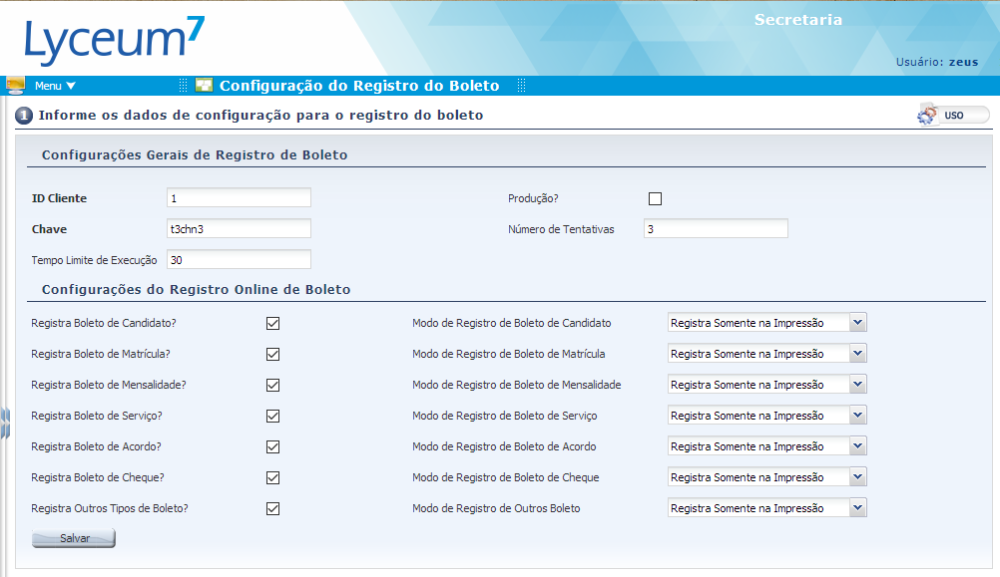 Lyceum7
Secretaria
Usuário: zeus
Menu
Configuração do Registro do Boleto
1 Informe os dados de configuração para o registro do boleto
USO
Configurações Gerais de Registro de Boleto
ID Cliente 1 Produção?
Chave t3chn3 Número de Tentativas 3
Tempo Limite de Execução 30
Configurações do Registro Online de Boleto
Registra Boleto de Candidato? Modo de Registro de Boleto de Candidato Registra Somente na Impressão
Registra Boleto de Matrícula? Modo de Registro de Boleto de Matrícula Registra Somente na Impressão
Registra Boleto de Mensalidade? Modo de Registro de Boleto de Mensalidade Registra Somente na Impressão
Registra Boleto de Serviço? Modo de Registro de Boleto de Serviço Registra Somente na Impressão
Registra Boleto de Acordo? Modo de Registro de Boleto de Acordo Registra Somente na Impressão
Registra Boleto de Cheque? Modo de Registro de Boleto de Cheque Registra Somente na Impressão
Registra Outros Tipos de Boleto? Modo de Registro de Outros Boleto Registra Somente na Impressão
Salvar